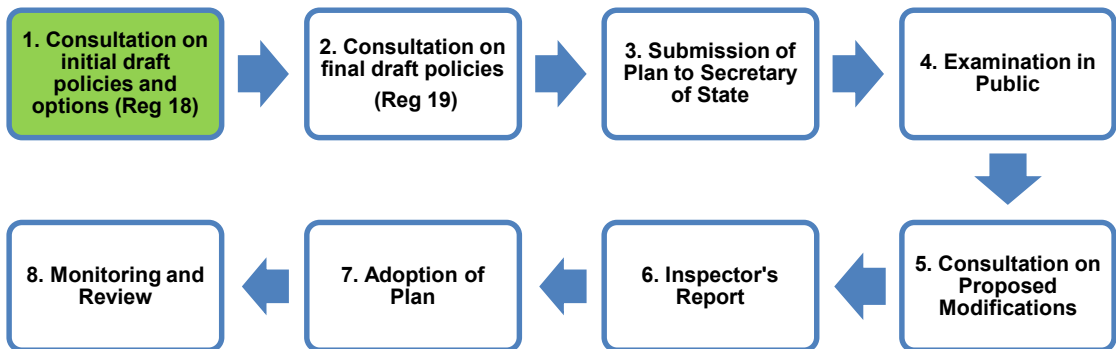 1. Consultation on
initial draft
policies and
options (Reg 18)
2. Consultation on
final draft policies
(Reg 19)
3. Submission of
Plan to Secretary
of State
4. Examination in
Public
5. Consultation on
Proposed
Modifications
6. Inspector's
Report
7. Adoption of
Plan
8. Monitoring and
Review